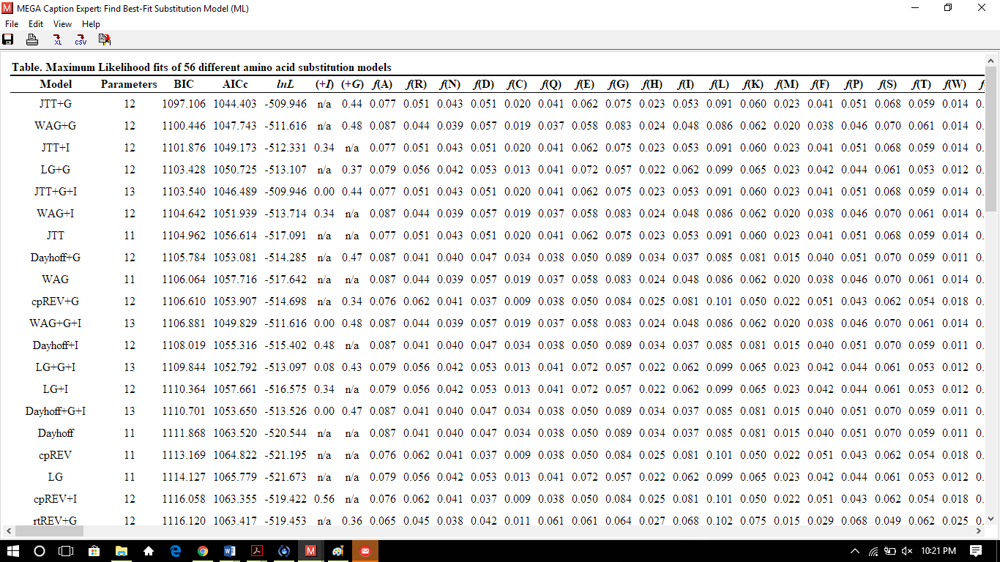 MEGA Caption Expert: Find Best-Fit Substitution Model (ML)
File Edit View Help
XL CSV
Table. Maximum Likelihood fits of 56 different amino acid substitution models
Model Parameters BIC AICc lnL (+I) (+G) f(A) f(R) f(N) f(D) f(C) f(Q) f(E) f(G) f(H) f(I) f(L) f(K) f(M) f(F) f(P) f(S) f(T) f(W) f
JTT+G 12 1097.106 1044.403 -509.946 n/a 0.44 0.077 0.051 0.043 0.051 0.020 0.041 0.062 0.075 0.023 0.053 0.091 0.060 0.023 0.041 0.051 0.068 0.059 0.014 0.
WAG+G 12 1100.446 1047.743 -511.616 n/a 0.48 0.087 0.044 0.039 0.057 0.019 0.037 0.058 0.083 0.024 0.048 0.086 0.062 0.020 0.038 0.046 0.070 0.061 0.014 0.
JTT+I 12 1101.876 1049.173 -512.331 0.34 n/a 0.077 0.051 0.043 0.051 0.020 0.041 0.062 0.075 0.023 0.053 0.091 0.060 0.023 0.041 0.051 0.068 0.059 0.014 0.
LG+G 12 1103.428 1050.725 -513.107 n/a 0.37 0.079 0.056 0.042 0.053 0.013 0.041 0.072 0.057 0.022 0.062 0.099 0.065 0.023 0.042 0.044 0.061 0.053 0.012 0.
JTT+G+I 13 1103.540 1046.489 -509.946 0.00 0.44 0.077 0.051 0.043 0.051 0.020 0.041 0.062 0.075 0.023 0.053 0.091 0.060 0.023 0.041 0.051 0.068 0.059 0.014 0.
WAG+I 12 1104.642 1051.939 -513.714 0.34 n/a 0.087 0.044 0.039 0.057 0.019 0.037 0.058 0.083 0.024 0.048 0.086 0.062 0.020 0.038 0.046 0.070 0.061 0.014 0.
JTT 11 1104.962 1056.614 -517.091 n/a n/a 0.077 0.051 0.043 0.051 0.020 0.041 0.062 0.075 0.023 0.053 0.091 0.060 0.023 0.041 0.051 0.068 0.059 0.014 0.
Dayhoff+G 12 1105.784 1053.081 -514.285 n/a 0.47 0.087 0.041 0.040 0.047 0.034 0.038 0.050 0.089 0.034 0.037 0.085 0.081 0.015 0.040 0.051 0.070 0.059 0.011 0.
WAG 11 1106.064 1057.716 -517.642 n/a n/a 0.087 0.044 0.039 0.057 0.019 0.037 0.058 0.083 0.024 0.048 0.086 0.062 0.020 0.038 0.046 0.070 0.061 0.014 0.
cpREV+G 12 1106.610 1053.907 -514.698 n/a 0.34 0.076 0.062 0.041 0.037 0.009 0.038 0.050 0.084 0.025 0.081 0.101 0.050 0.022 0.051 0.043 0.062 0.054 0.018 0.
WAG+G+I 13 1106.881 1049.829 -511.616 0.00 0.48 0.087 0.044 0.039 0.057 0.019 0.037 0.058 0.083 0.024 0.048 0.086 0.062 0.020 0.038 0.046 0.070 0.061 0.014 0.
Dayhoff+I 12 1108.019 1055.316 -515.402 0.48 n/a 0.087 0.041 0.040 0.047 0.034 0.038 0.050 0.089 0.034 0.037 0.085 0.081 0.015 0.040 0.051 0.070 0.059 0.011 0.
LG+G+I 13 1109.844 1052.792 -513.097 0.08 0.43 0.079 0.056 0.042 0.053 0.013 0.041 0.072 0.057 0.022 0.062 0.099 0.065 0.023 0.042 0.044 0.061 0.053 0.012 0.
LG+I 12 1110.364 1057.661 -516.575 0.34 n/a 0.079 0.056 0.042 0.053 0.013 0.041 0.072 0.057 0.022 0.062 0.099 0.065 0.023 0.042 0.044 0.061 0.053 0.012 0.
Dayhoff+G+I 13 1110.701 1053.650 -513.526 0.00 0.47 0.087 0.041 0.040 0.047 0.034 0.038 0.050 0.089 0.034 0.037 0.085 0.081 0.015 0.040 0.051 0.070 0.059 0.011 0.
Dayhoff 11 1111.868 1063.520 -520.544 n/a n/a 0.087 0.041 0.040 0.047 0.034 0.038 0.050 0.089 0.034 0.037 0.085 0.081 0.015 0.040 0.051 0.070 0.059 0.011 0.
cpREV 11 1113.169 1064.822 -521.195 n/a n/a 0.076 0.062 0.041 0.037 0.009 0.038 0.050 0.084 0.025 0.081 0.101 0.050 0.022 0.051 0.043 0.062 0.054 0.018 0.
LG 11 1114.127 1065.779 -521.673 n/a n/a 0.079 0.056 0.042 0.053 0.013 0.041 0.072 0.057 0.022 0.062 0.099 0.065 0.023 0.042 0.044 0.061 0.053 0.012 0.
cpREV+I 12 1116.058 1063.355 -519.422 0.56 n/a 0.076 0.062 0.041 0.037 0.009 0.038 0.050 0.084 0.025 0.081 0.101 0.050 0.022 0.051 0.043 0.062 0.054 0.018 0.
rtREV+G 12 1116.120 1063.417 -519.453 n/a 0.36 0.065 0.045 0.038 0.042 0.011 0.061 0.061 0.064 0.027 0.068 0.102 0.075 0.015 0.029 0.068 0.049 0.062 0.025 0.
10:21 PM